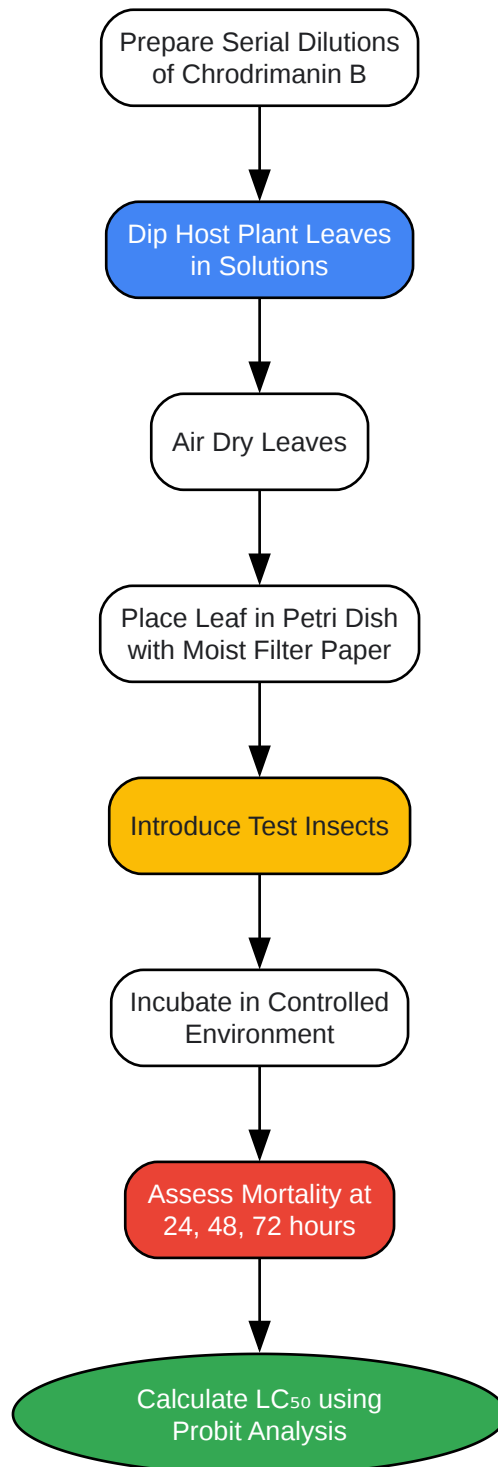 Prepare Serial Dilutions
of Chrodrimanin B
Dip Host Plant Leaves
in Solutions
Air Dry Leaves
Place Leaf in Petri Dish
with Moist Filter Paper
Introduce Test Insects
Incubate in Controlled
Environment
Assess Mortality at
24, 48, 72 hours
Calculate LC₅₀ using
Probit Analysis